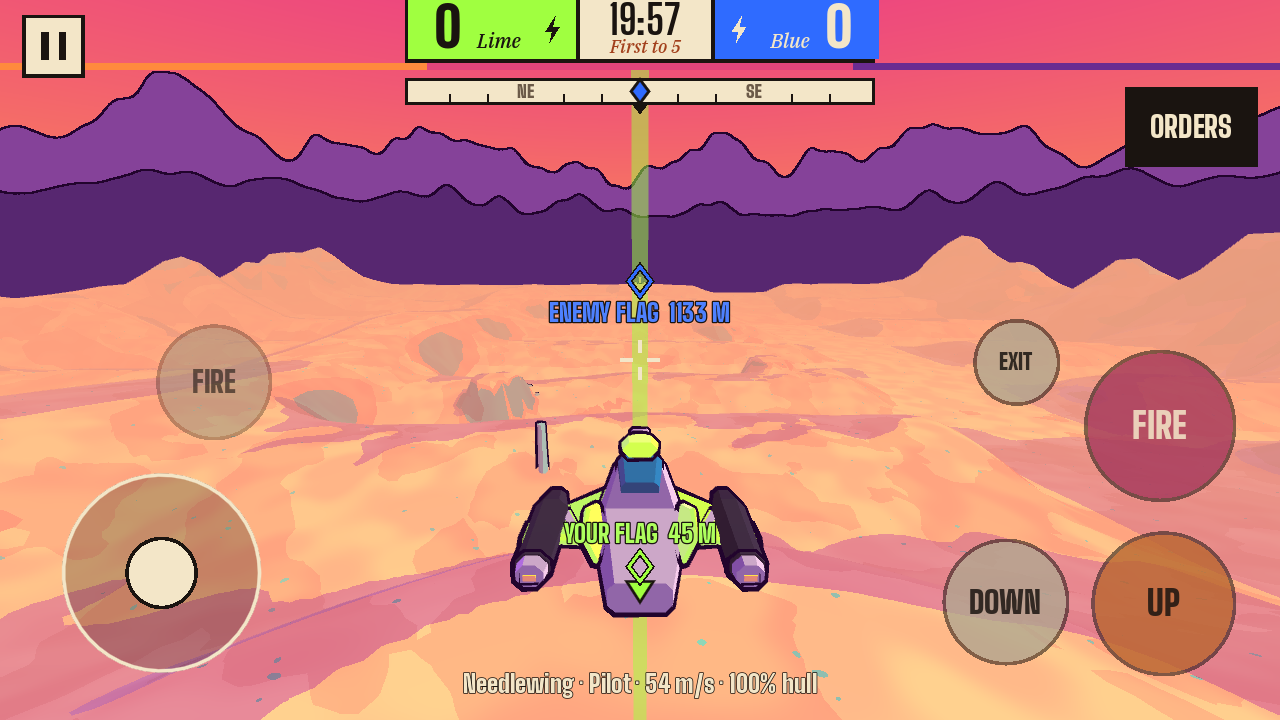 0 Lime
19:57
First to 5
Blue 0
NE
SE
ORDERS
ENEMY FLAG 1133 M
EXIT
FIRE
FIRE
YOUR FLAG 45 M
DOWN
UP
Needlewing · Pilot · 54 m/s · 100% hull